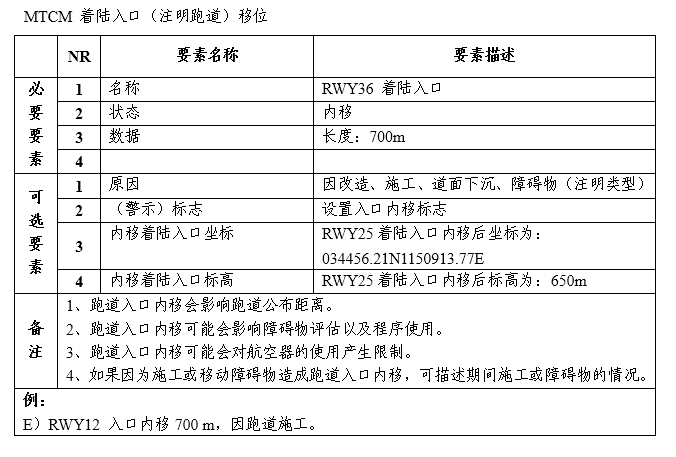 MTCM 着陆入口（注明跑道）移位
NR 要素名称 要素描述
必要要素
1 名称 RWY36 着陆入口
2 状态 内移
3 数据 长度：700m
4
可选要素
1 原因 因改造、施工、道面下沉、障碍物（注明类型）
2 （警示）标志 设置入口内移标志
3 内移着陆入口坐标 RWY25 着陆入口内移后坐标为：
034456.21N1150913.77E
4 内移着陆入口标高 RWY25 着陆入口内移后标高为：650m
备注
1、跑道入口内移会影响跑道公布距离。
2、跑道入口内移可能会影响障碍物评估以及程序使用。
3、跑道入口内移可能会对航空器的使用产生限制。
4、如果因为施工或移动障碍物造成跑道入口内移，可描述期间施工或障碍物的情况。
例：
E）RWY12 入口内移 700 m，因跑道施工。